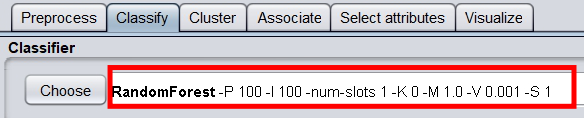 Preprocess Classify Cluster Associate Select attributes Visualize
Classifier
Choose RandomForest -P 100 -I 100 -num-slots 1 -K 0 -M 1.0 -V 0.001 -S 1